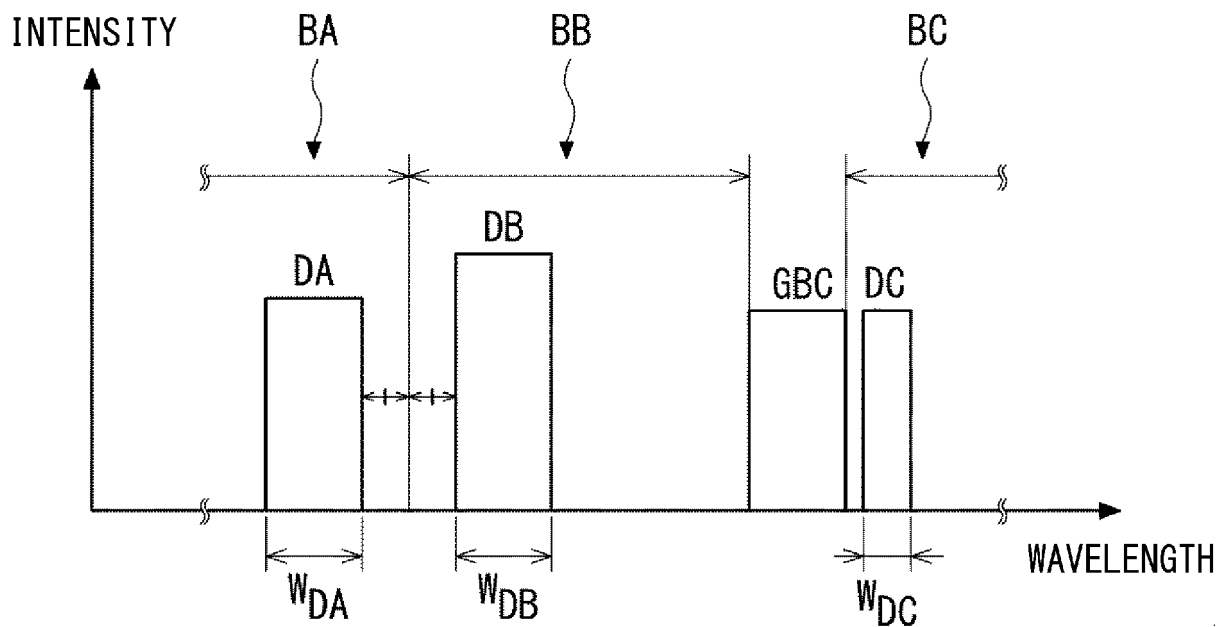 INTENSITY
BA
BB
BC
DA
DB
GBC
DC
WAVELENGTH
WDA
WDB
WDC